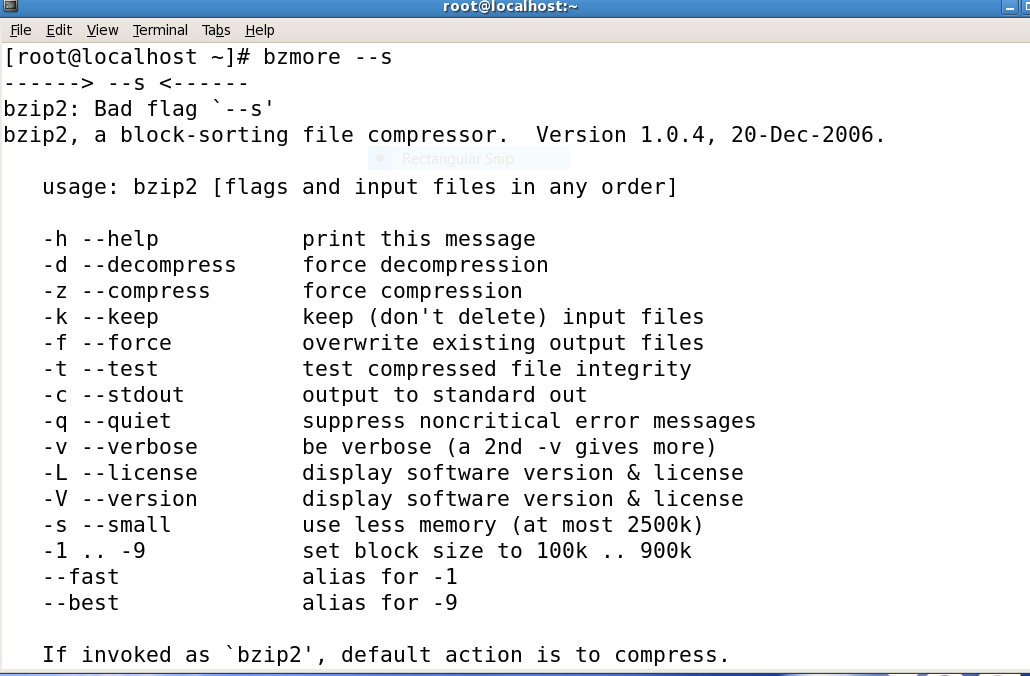 root@localhost:~
File Edit View Terminal Tabs Help
[root@localhost ~]# bzmore --s
------> --s <------
bzip2: Bad flag `--s'
bzip2, a block-sorting file compressor.  Version 1.0.4, 20-Dec-2006.
Rectangular Snip
usage: bzip2 [flags and input files in any order]
-h --help           print this message
-d --decompress     force decompression
-z --compress       force compression
-k --keep           keep (don't delete) input files
-f --force          overwrite existing output files
-t --test           test compressed file integrity
-c --stdout         output to standard out
-q --quiet          suppress noncritical error messages
-v --verbose        be verbose (a 2nd -v gives more)
-L --license        display software version & license
-V --version        display software version & license
-s --small          use less memory (at most 2500k)
-1 .. -9            set block size to 100k .. 900k
--fast              alias for -1
--best              alias for -9
If invoked as `bzip2', default action is to compress.